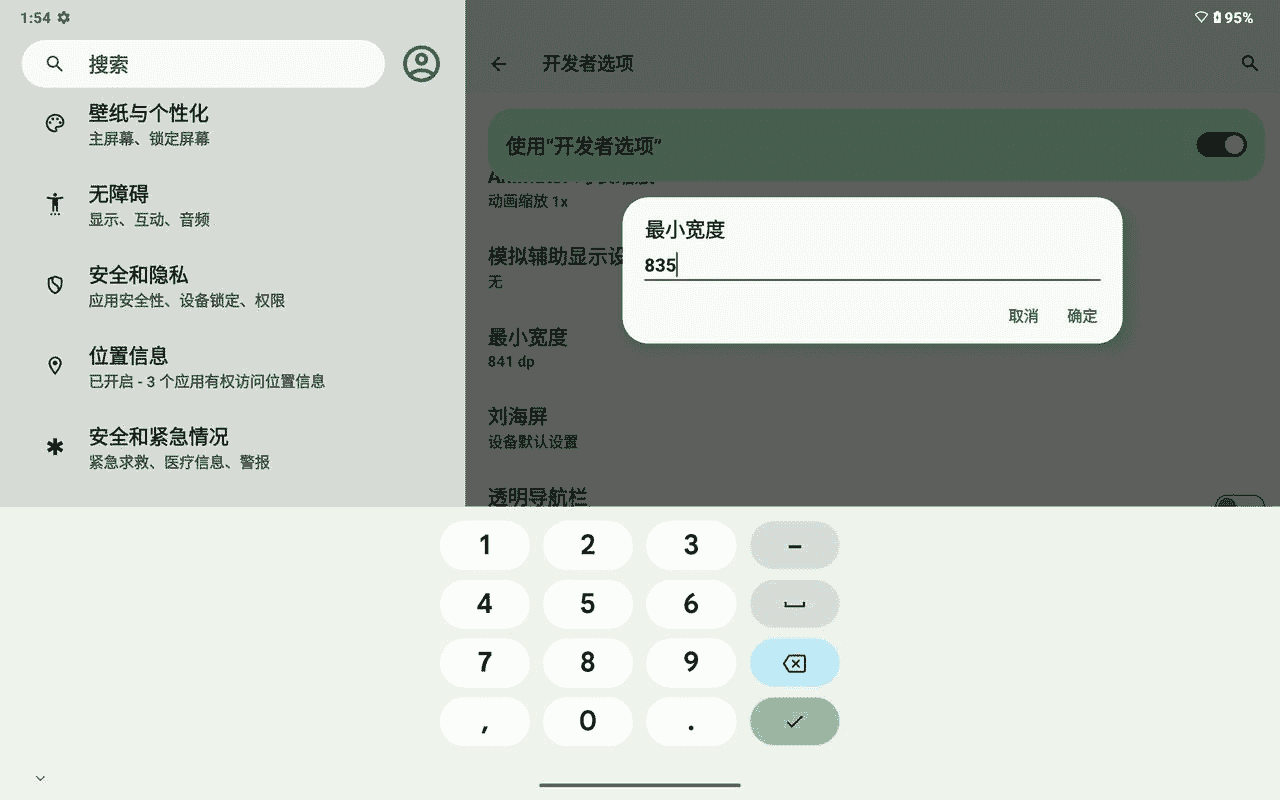 1:54
95%
搜索
壁纸与个性化
主屏幕、锁定屏幕
无障碍
显示、互动、音频
安全和隐私
应用安全性、设备锁定、权限
位置信息
已开启 - 3 个应用有权访问位置信息
安全和紧急情况
紧急求救、医疗信息、警报
开发者选项
使用“开发者选项”
动画缩放 1x
模拟辅助显示设
无
最小宽度
841 dp
刘海屏
设备默认设置
透明导航栏
最小宽度
835
取消 确定
1 2 3 –
4 5 6
7 8 9
, 0 .